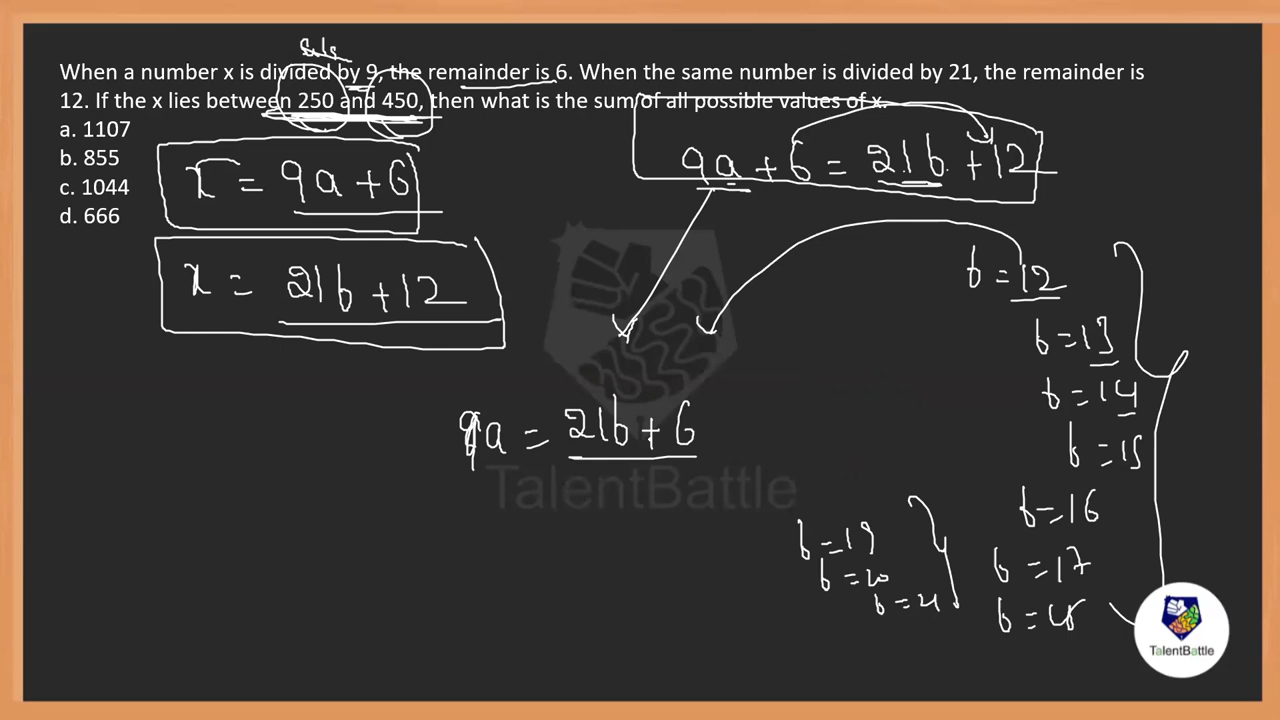 When a number x is divided by 9, the remainder is 6. When the same number is divided by 21, the remainder is
12. If the x lies between 250 and 450, then what is the sum of all possible values of x.
a. 1107
b. 855
c. 1044
d. 666
x = 9a + 6
x = 21b + 12
9a + 6 = 21b + 12
9a = 21b + 6
b = 12
b = 13
b = 14
b = 15
b = 16
b = 17
b = 18
b = 19
b = 20
b = 21
TalentBattle
TalentBattle